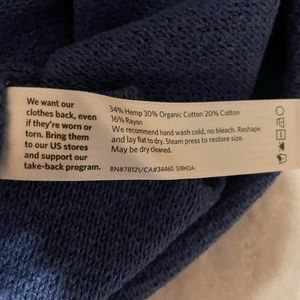 We want our
clothes back, even
if they're worn or
torn. Bring them
to our US stores
and support our
take-back program.
34% Hemp 30% Organic Cotton 20% Cotton
16% Rayon
We recommend hand wash cold, no bleach. Reshape
and lay flat to dry. Steam press to restore size.
May be dry cleaned.
RN#78121/CA#34460 S18HOA